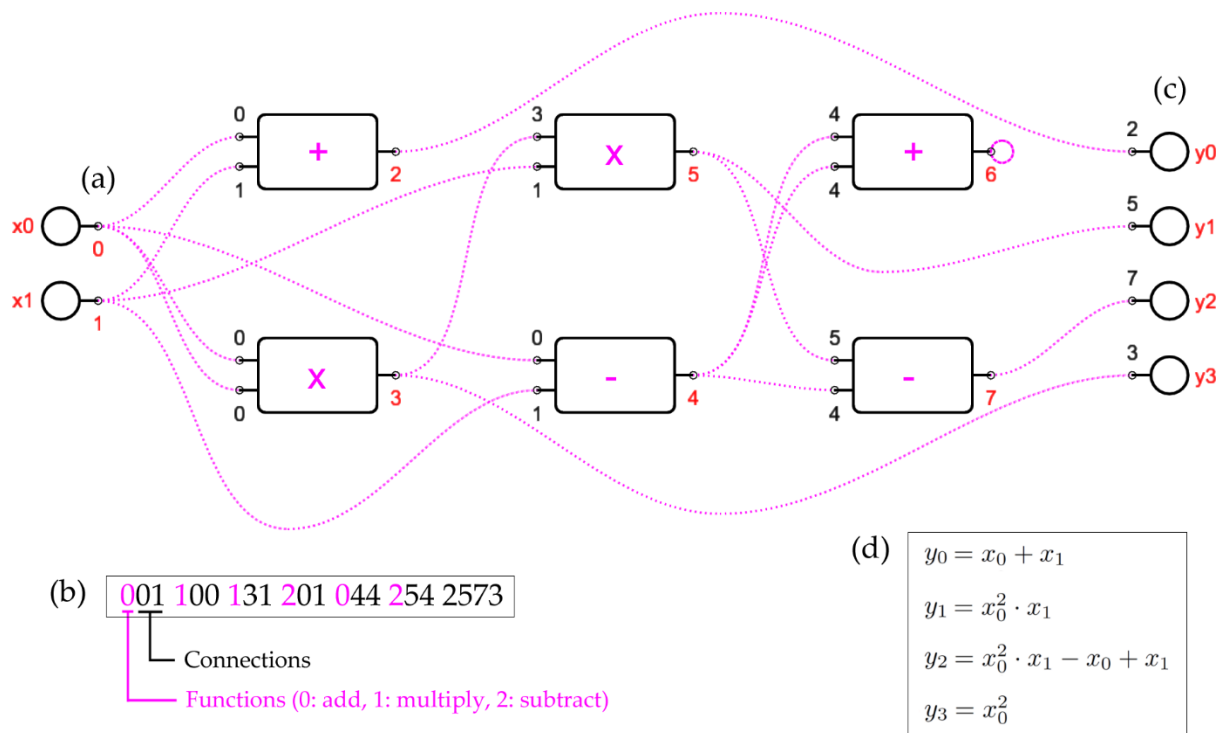 (c)
0 3 4
+ x + 2
1 2 1 5 4 6 y0
(a)
x0 0 5 y1
x1 1 7 y2
0 0 5 3
x - - y3
0 3 1 4 4 7
(d) y₀ = x₀ + x₁
y₁ = x₀² · x₁
y₂ = x₀² · x₁ − x₀ + x₁
y₃ = x₀²
(b) 001 100 131 201 044 254 2573
Connections
Functions (0: add, 1: multiply, 2: subtract)